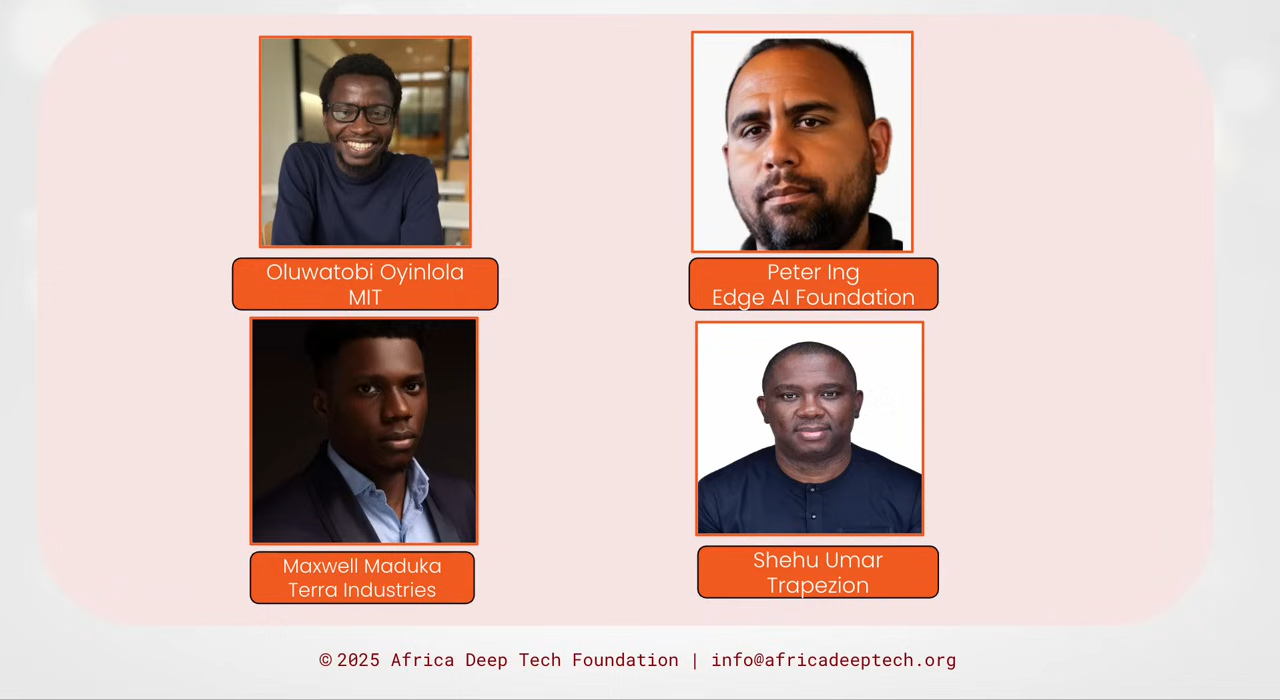 Oluwatobi Oyinlola
MIT
Peter Ing
Edge AI Foundation
Maxwell Maduka
Terra Industries
Shehu Umar
Trapezion
© 2025 Africa Deep Tech Foundation | info@africadeeptech.org